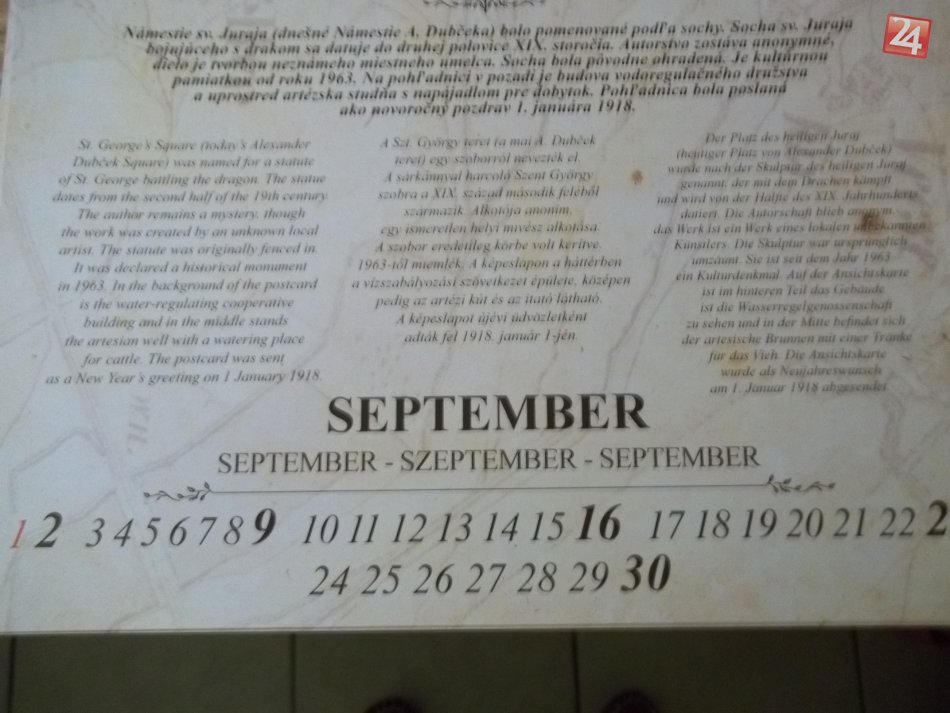 24
Námestie sv. Juraja (dnešné Námestie A. Dubčeka) bolo pomenované podľa sochy. Socha sv. Juraja
bojujúceho s drakom sa datuje do druhej polovice XIX. storočia. Autorstvo zostáva anonymné,
dielo je tvorbou neznámeho miestneho umelca. Socha bola pôvodne ohradená. Je kultúrnou
pamiatkou od roku 1963. Na pohľadnici v pozadí je budova vodoregulačného družstva
a uprostred artézska studňa s napájadlom pre dobytok. Pohľadnica bola poslaná
ako novoročný pozdrav 1. januára 1918.
St. George's Square (today's Alexander
Dubček Square) was named for a statute
of St. George battling the dragon. The statue
dates from the second half of the 19th century.
The author remains a mystery, though
the work was created by an unknown local
artist. The statute was originally fenced in.
It was declared a historical monument
in 1963. In the background of the postcard
is the water-regulating cooperative
building and in the middle stands
the artesian well with a watering place
for cattle. The postcard was sent
as a New Year's greeting on 1 January 1918.
A Szt. György teret (a mai A. Dubček
teret) egy szoborról nevezték el.
A sárkánnyal harcoló Szent György
szobra a XIX. század második feléből
származik. Alkotója anonim,
egy ismeretlen helyi művész alkotása.
A szobor eredetileg körbe volt kerítve.
1963-tól műemlék. A képeslapon a háttérben
a vízszabályozási szövetkezet épülete, középen
pedig az artézi kút és az itató látható.
A képeslapot újévi üdvözletként
adták fel 1918. január 1-jén.
Der Platz des heiligen Juraj
(heutiger Platz von Alexander Dubček)
wurde nach der Skulptur des heiligen Juraj
genannt, der mit dem Drachen kämpft
und wird von der Hälfte des XIX. Jahrhunderts
datiert. Die Autorschaft blieb anonym,
das Werk ist ein Werk eines lokalen unbekannten
Künstlers. Die Skulptur war ursprünglich
umzäumt. Sie ist seit dem Jahr 1963
ein Kulturdenkmal. Auf der Ansichtskarte
ist im hinteren Teil das Gebäude
ist die Wasserregelgenossenschaft
zu sehen und in der Mitte befindet sich
der artesische Brunnen mit einer Tränke
für das Vieh. Die Ansichtskarte
wurde als Neujahreswunsch
am 1. Januar 1918 abgesendet.
SEPTEMBER
SEPTEMBER - SZEPTEMBER - SEPTEMBER
1 2 3 4 5 6 7 8 9 10 11 12 13 14 15 16 17 18 19 20 21 22 2
24 25 26 27 28 29 30